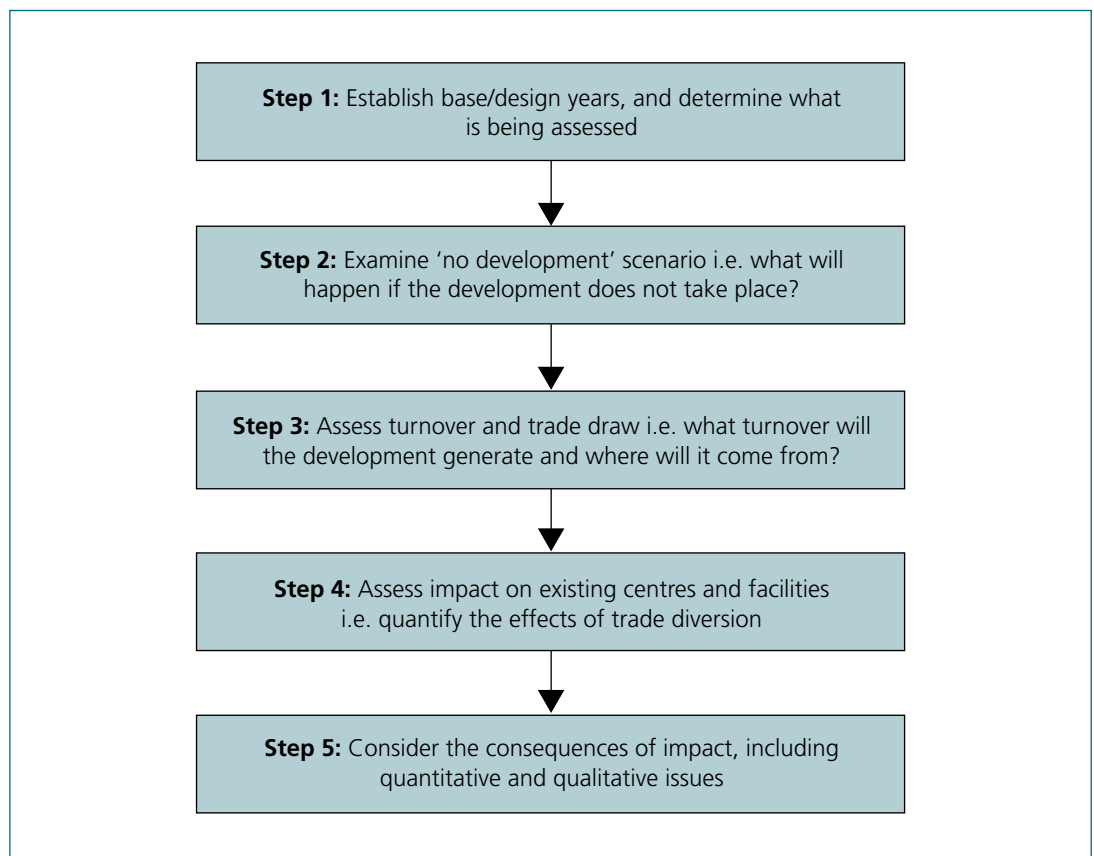 Step 1: Establish base/design years, and determine what
is being assessed
Step 2: Examine ‘no development’ scenario i.e. what will
happen if the development does not take place?
Step 3: Assess turnover and trade draw i.e. what turnover will
the development generate and where will it come from?
Step 4: Assess impact on existing centres and facilities
i.e. quantify the effects of trade diversion
Step 5: Consider the consequences of impact, including
quantitative and qualitative issues